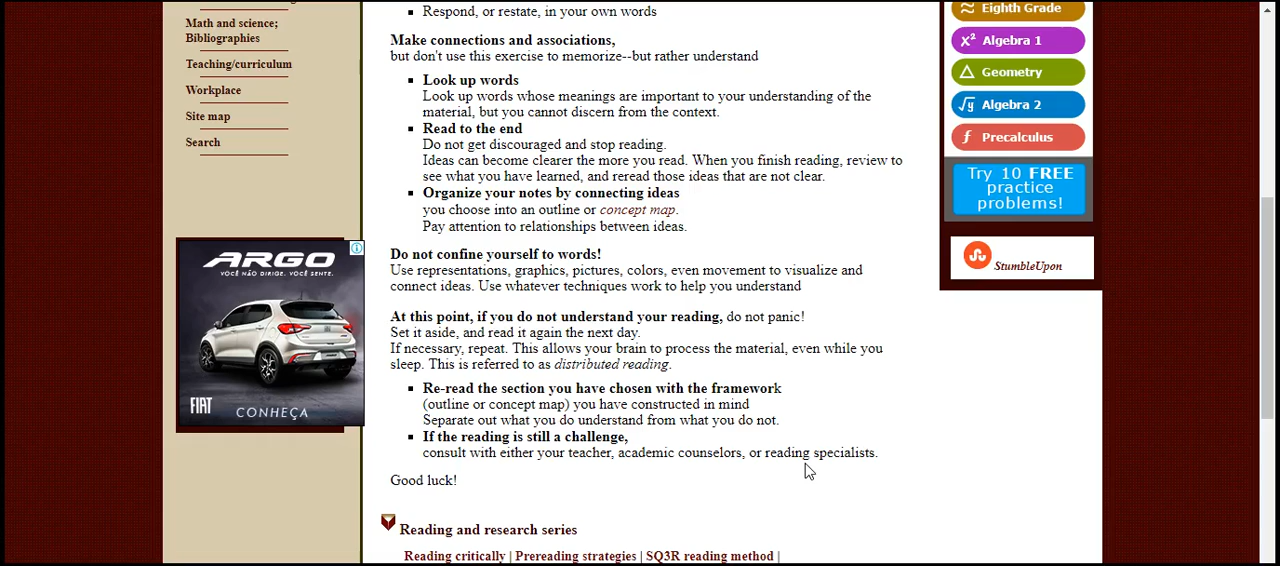 Math and science;
Bibliographies
Teaching/curriculum
Workplace
Site map
Search
ARGO
VOCÊ NÃO DIRIGE. VOCÊ SENTE.
FIAT
CONHEÇA
Respond, or restate, in your own words
Make connections and associations,
but don't use this exercise to memorize--but rather understand
Look up words
Look up words whose meanings are important to your understanding of the
material, but you cannot discern from the context.
Read to the end
Do not get discouraged and stop reading.
Ideas can become clearer the more you read. When you finish reading, review to
see what you have learned, and reread those ideas that are not clear.
Organize your notes by connecting ideas
you choose into an outline or concept map.
Pay attention to relationships between ideas.
Do not confine yourself to words!
Use representations, graphics, pictures, colors, even movement to visualize and
connect ideas. Use whatever techniques work to help you understand
At this point, if you do not understand your reading, do not panic!
Set it aside, and read it again the next day.
If necessary, repeat. This allows your brain to process the material, even while you
sleep. This is referred to as distributed reading.
Re-read the section you have chosen with the framework
(outline or concept map) you have constructed in mind
Separate out what you do understand from what you do not.
If the reading is still a challenge,
consult with either your teacher, academic counselors, or reading specialists.
Good luck!
Reading and research series
Reading critically | Prereading strategies | SQ3R reading method |
Eighth Grade
x² Algebra 1
Geometry
√y Algebra 2
f Precalculus
Try 10 FREE
practice
problems!
StumbleUpon